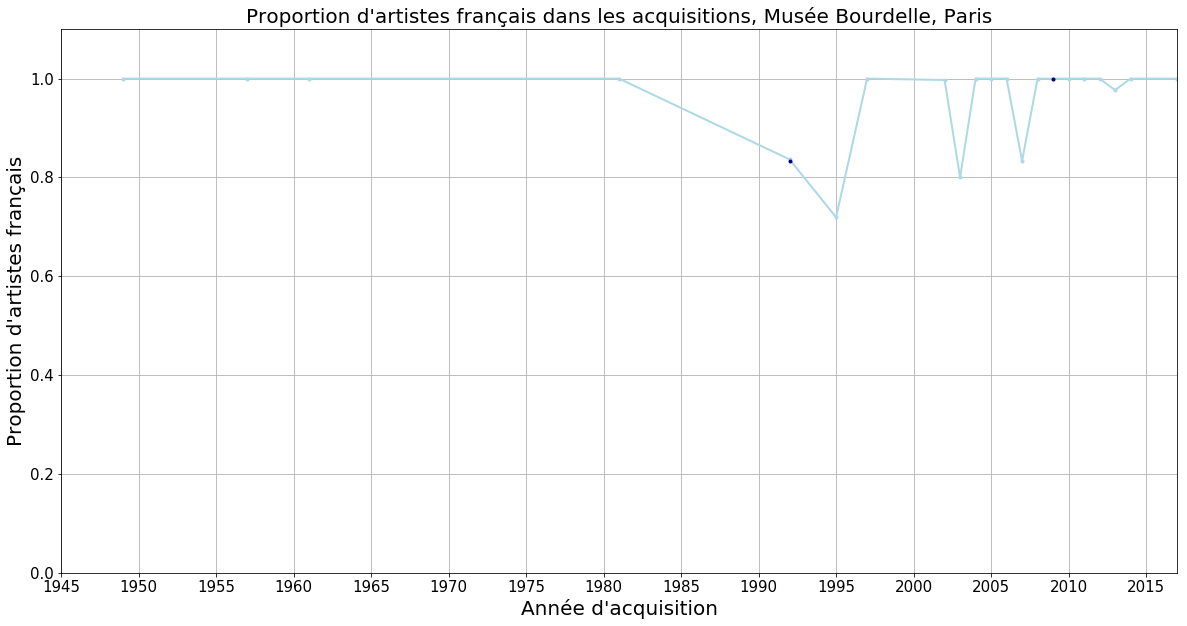 Proportion d'artistes français dans les acquisitions, Musée Bourdelle, Paris
Proportion d'artistes français
1.0
0.8
0.6
0.4
0.2
0.0
1945 1950 1955 1960 1965 1970 1975 1980 1985 1990 1995 2000 2005 2010 2015
Année d'acquisition